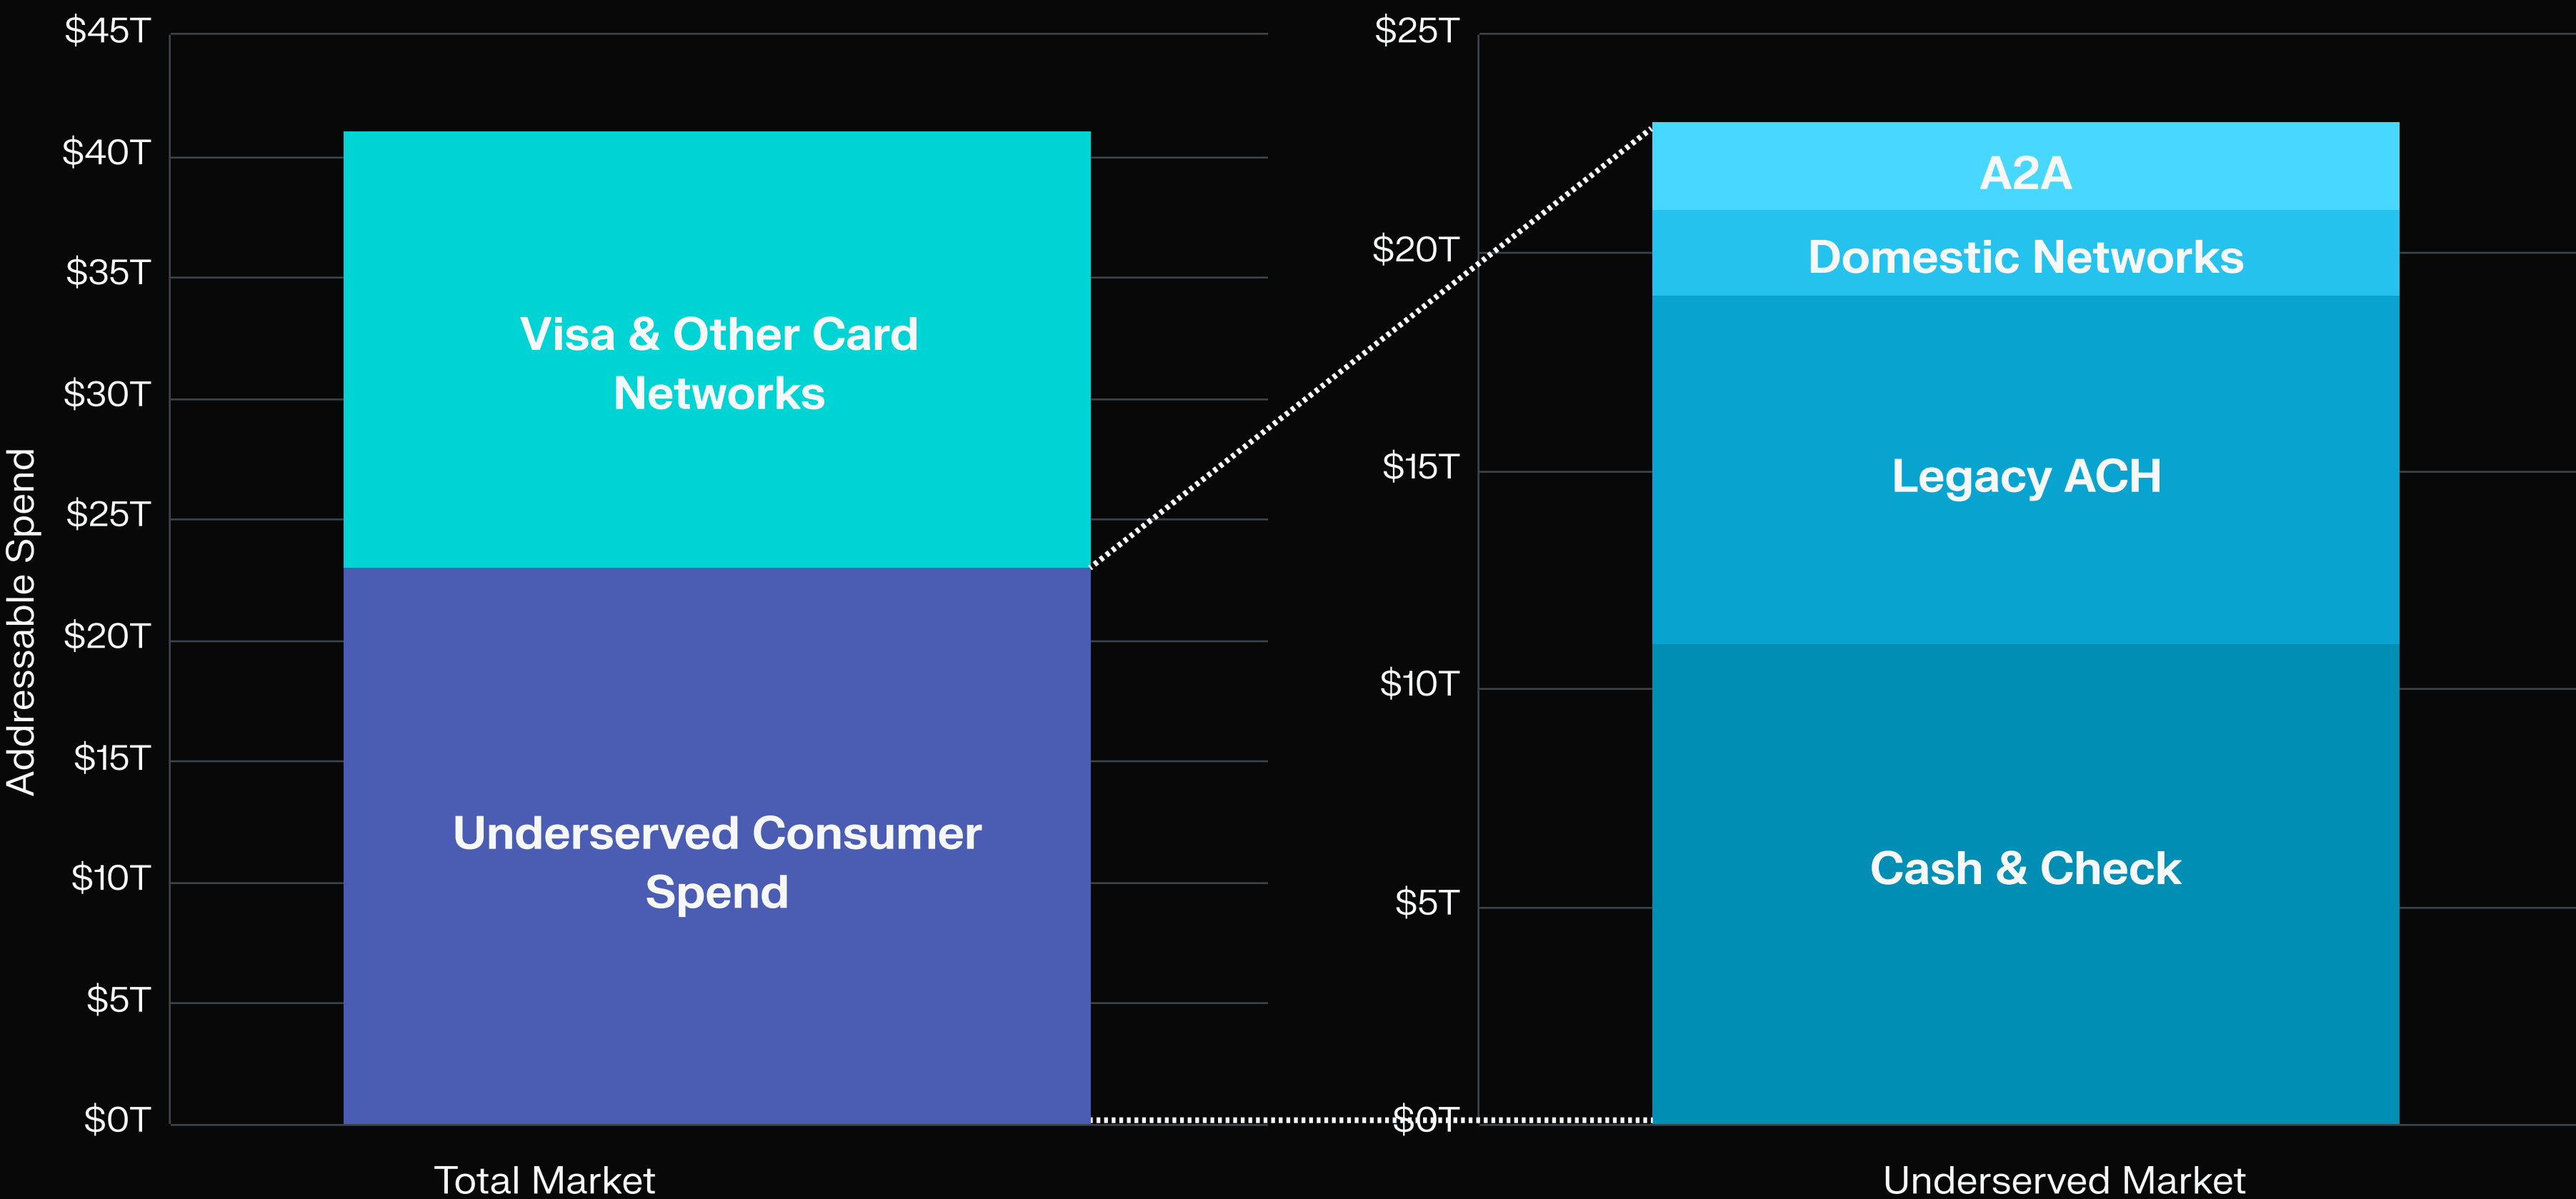 $45T
$40T
$35T
$30T
$25T
$20T
$15T
$10T
$5T
$0T
Addressable Spend
Visa & Other Card
Networks
Underserved Consumer
Spend
Total Market
$25T
$20T
$15T
$10T
$5T
$0T
A2A
Domestic Networks
Legacy ACH
Cash & Check
Underserved Market